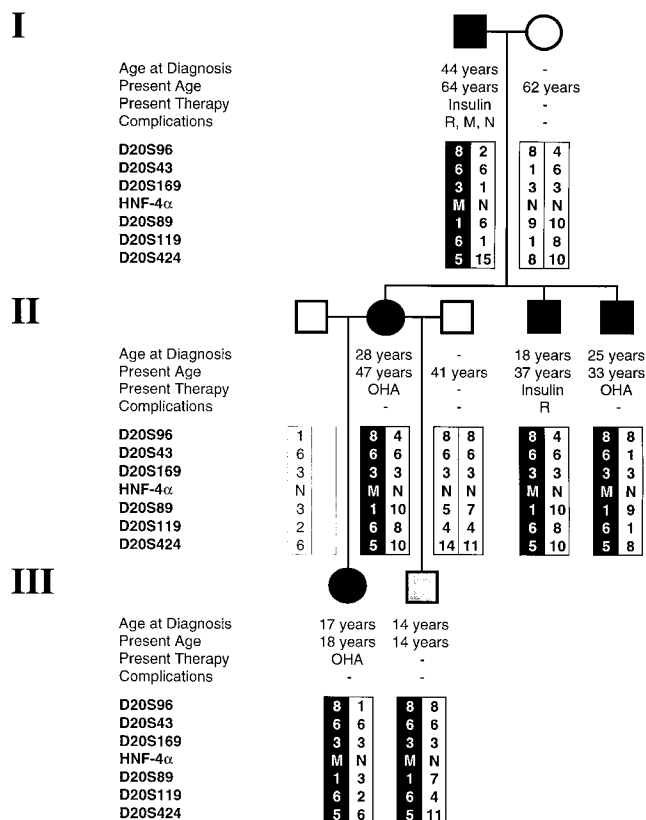 I
Age at Diagnosis 44 years -
Present Age 64 years 62 years
Present Therapy Insulin -
Complications R, M, N -
D20S96 8 2 8 4
D20S43 6 6 1 6
D20S169 3 1 3 3
HNF-4α M N N N
D20S89 1 6 9 10
D20S119 6 1 1 8
D20S424 5 15 8 10
II
Age at Diagnosis 28 years - 18 years 25 years
Present Age 47 years 41 years 37 years 33 years
Present Therapy OHA - Insulin OHA
Complications - - R -
D20S96 1 8 4 8 8 8 4 8 8
D20S43 6 6 6 6 6 6 6 6 1
D20S169 3 3 3 3 3 3 3 3 3
HNF-4α N M N N N M N M N
D20S89 3 1 10 5 7 1 10 1 9
D20S119 2 6 8 4 4 6 8 6 1
D20S424 6 5 10 14 11 5 10 5 8
III
Age at Diagnosis 17 years 14 years
Present Age 18 years 14 years
Present Therapy OHA -
Complications - -
D20S96 8 1 8 8
D20S43 6 6 6 6
D20S169 3 3 3 3
HNF-4α M N M N
D20S89 1 3 1 7
D20S119 6 2 6 4
D20S424 5 6 5 11